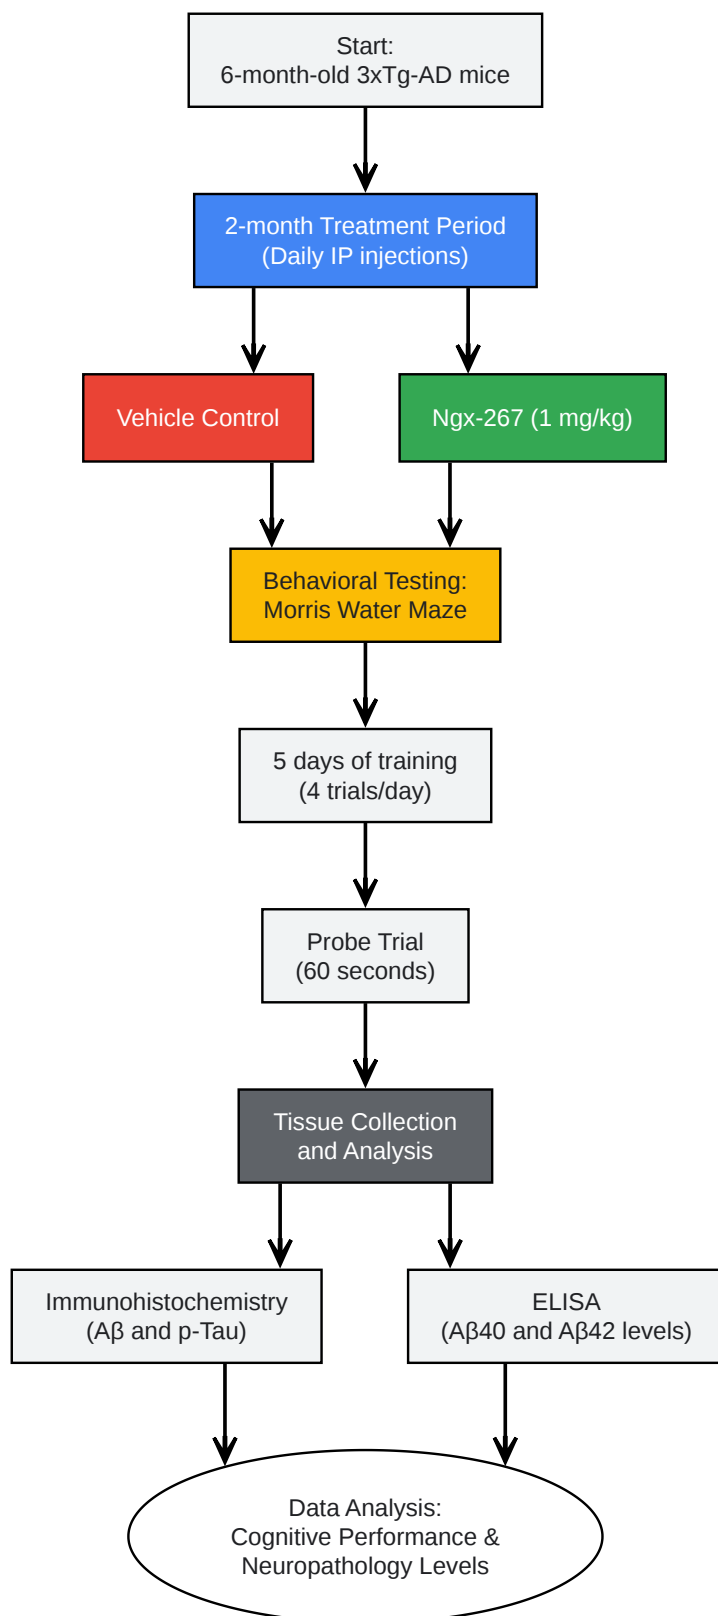 Start:
6-month-old 3xTg-AD mice
2-month Treatment Period
(Daily IP injections)
Vehicle Control
Ngx-267 (1 mg/kg)
Behavioral Testing:
Morris Water Maze
5 days of training
(4 trials/day)
Probe Trial
(60 seconds)
Tissue Collection
and Analysis
Immunohistochemistry
(Aβ and p-Tau)
ELISA
(Aβ40 and Aβ42 levels)
Data Analysis:
Cognitive Performance &
Neuropathology Levels